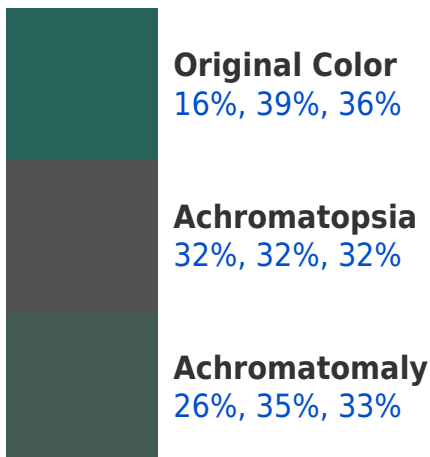 Original Color
16%, 39%, 36%
Achromatopsia
32%, 32%, 32%
Achromatomaly
26%, 35%, 33%